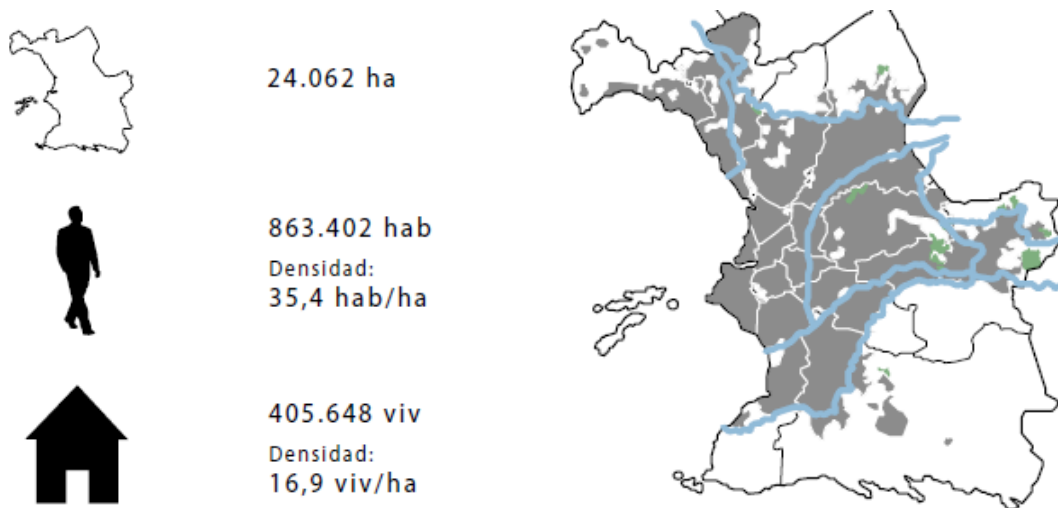 24.062 ha
863.402 hab
Densidad:
35,4 hab/ha
405.648 viv
Densidad:
16,9 viv/ha